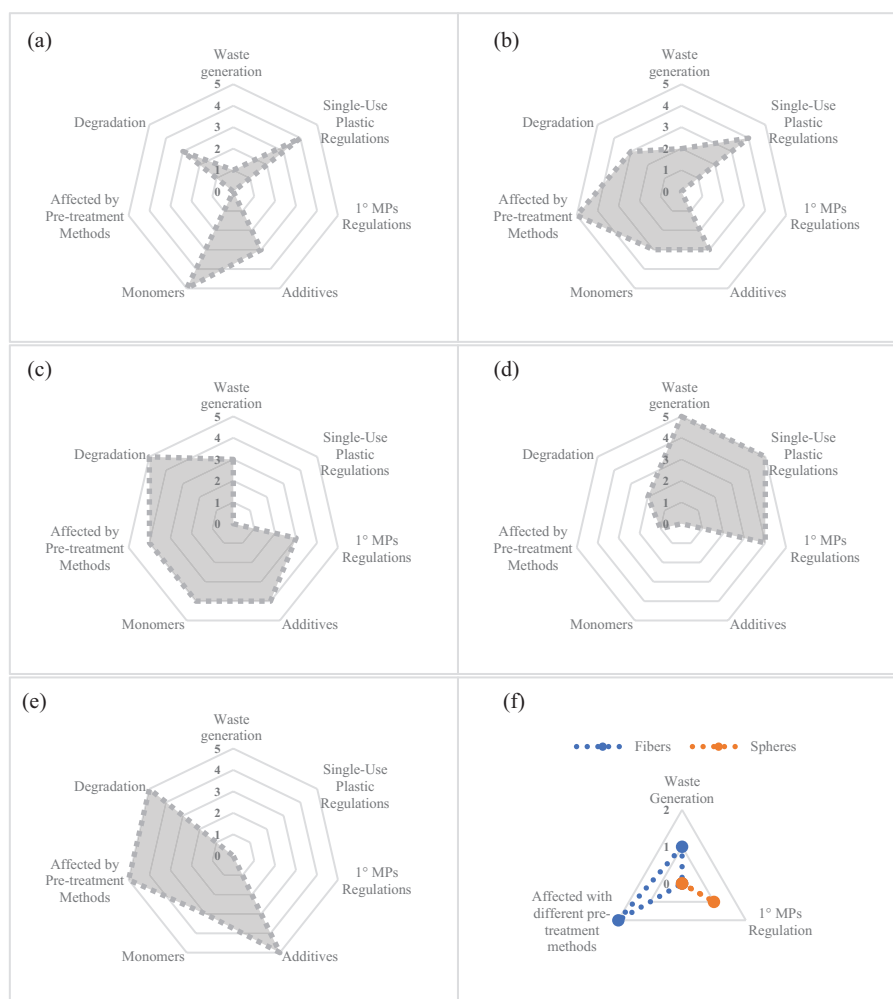 (a)
Waste
generation
5
4
3
2
1
0
Single-Use
Plastic
Regulations
1° MPs
Regulations
Additives
Monomers
Affected by
Pre-treatment
Methods
Degradation
(b)
Waste
generation
5
4
3
2
1
0
Single-Use
Plastic
Regulations
1° MPs
Regulations
Additives
Monomers
Affected by
Pre-treatment
Methods
Degradation
(c)
Waste
generation
5
4
3
2
1
0
Single-Use
Plastic
Regulations
1° MPs
Regulations
Additives
Monomers
Affected by
Pre-treatment
Methods
Degradation
(d)
Waste
generation
5
4
3
2
1
0
Single-Use
Plastic
Regulations
1° MPs
Regulations
Additives
Monomers
Affected by
Pre-treatment
Methods
Degradation
(e)
Waste
generation
5
4
3
2
1
0
Single-Use
Plastic
Regulations
1° MPs
Regulations
Additives
Monomers
Affected by
Pre-treatment
Methods
Degradation
(f)
Fibers Spheres
Waste
Generation
2
1
0
1° MPs
Regulation
Affected with
different pre-
treatment
methods